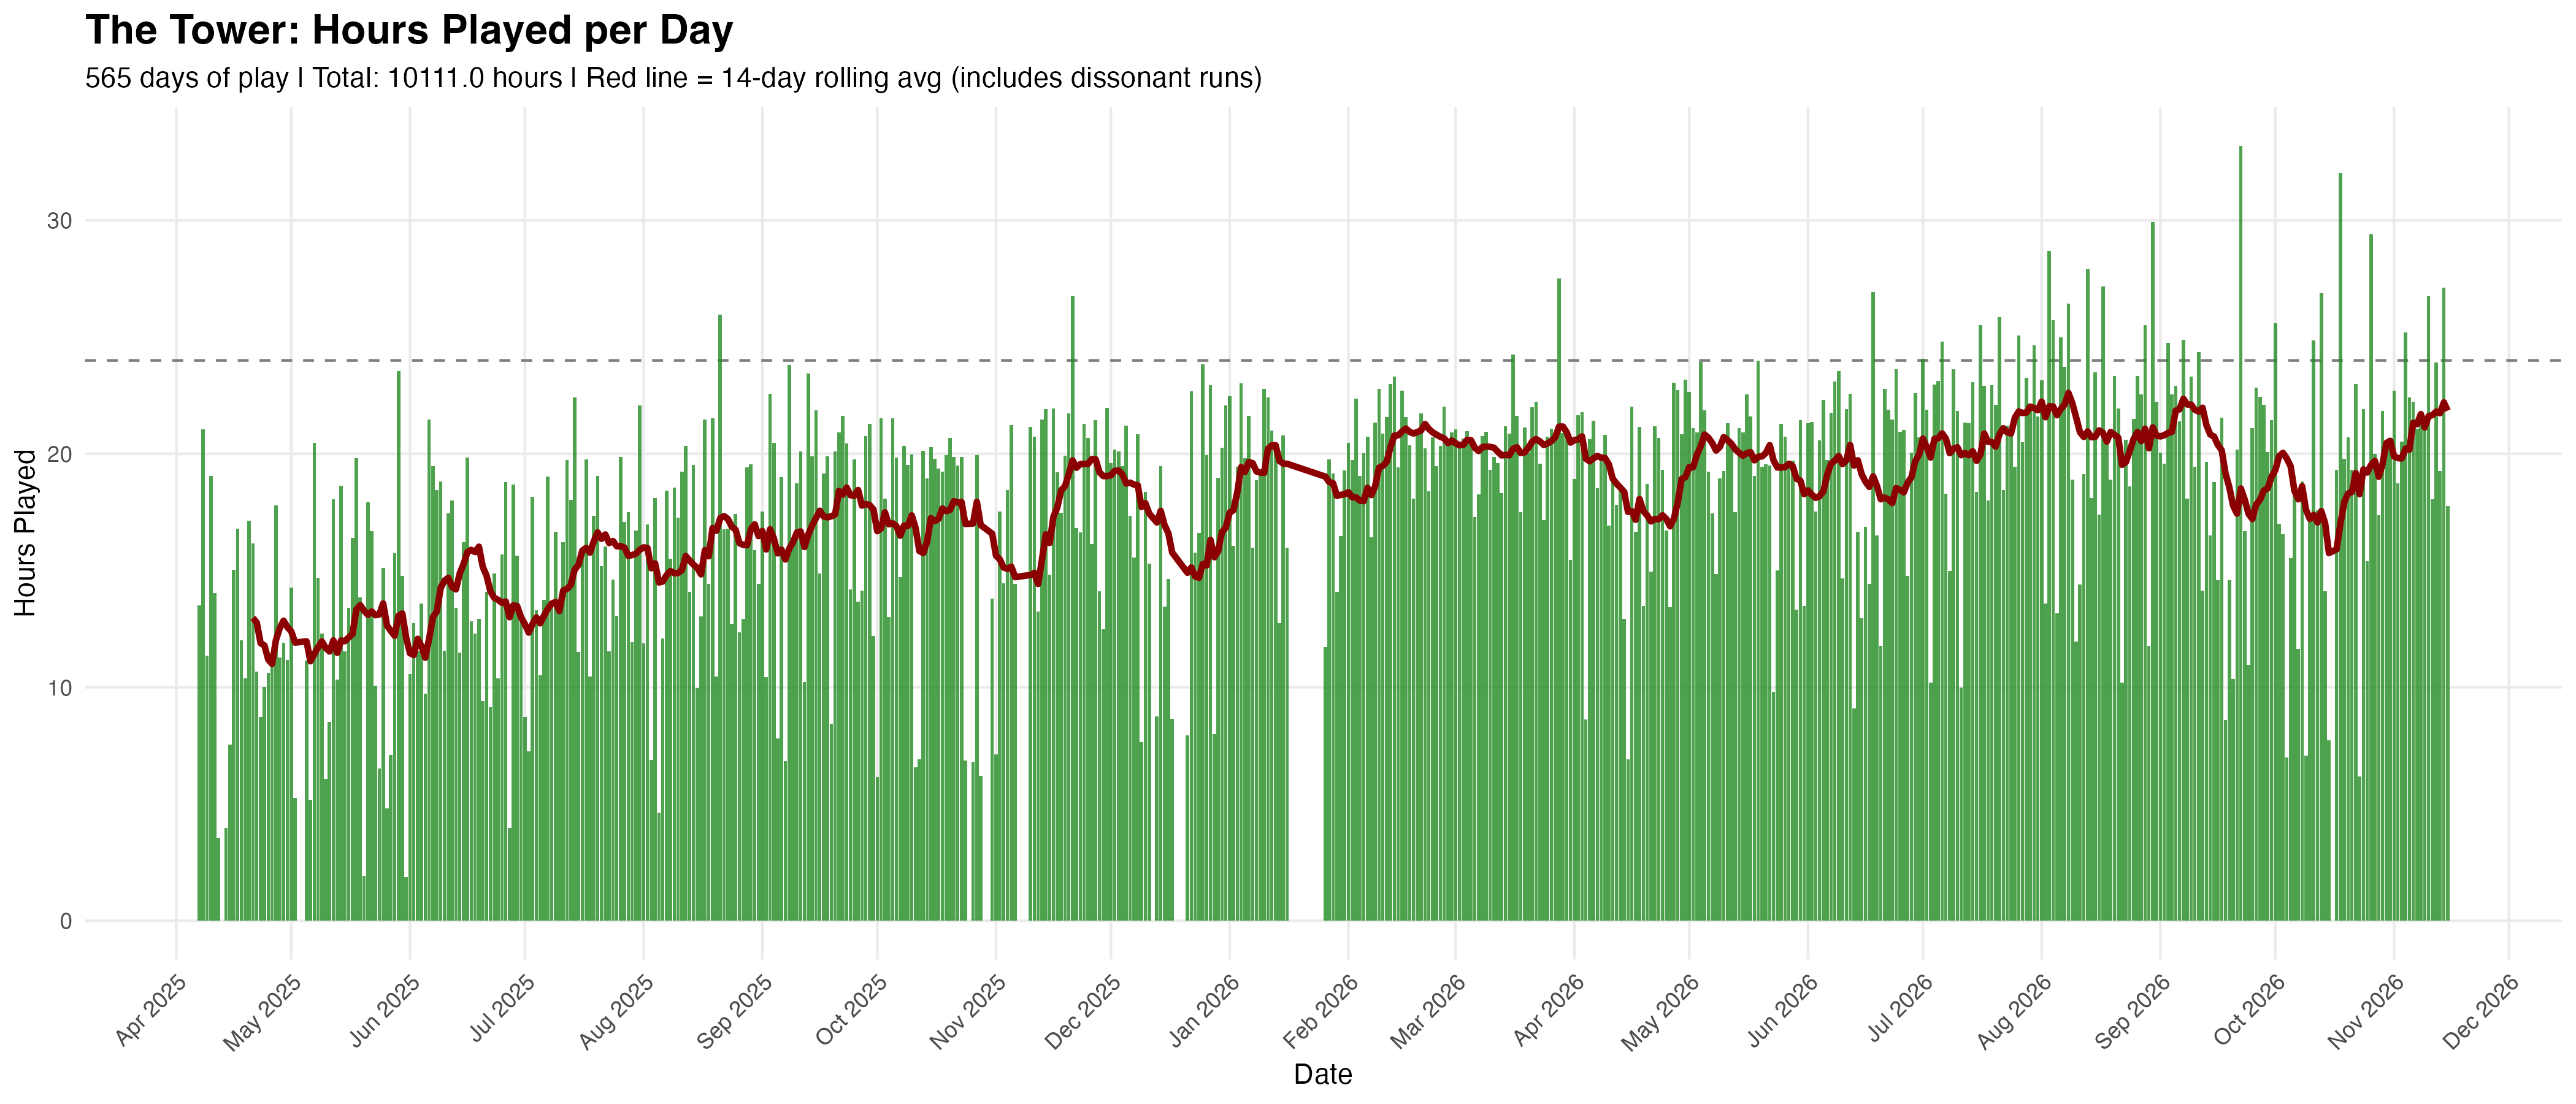 The Tower: Hours Played per Day
565 days of play | Total: 10111.0 hours | Red line = 14-day rolling avg (includes dissonant runs)
Hours Played
30
20
10
0
Apr 2025
May 2025
Jun 2025
Jul 2025
Aug 2025
Sep 2025
Oct 2025
Nov 2025
Dec 2025
Jan 2026
Feb 2026
Mar 2026
Apr 2026
May 2026
Jun 2026
Jul 2026
Aug 2026
Sep 2026
Oct 2026
Nov 2026
Dec 2026
Date